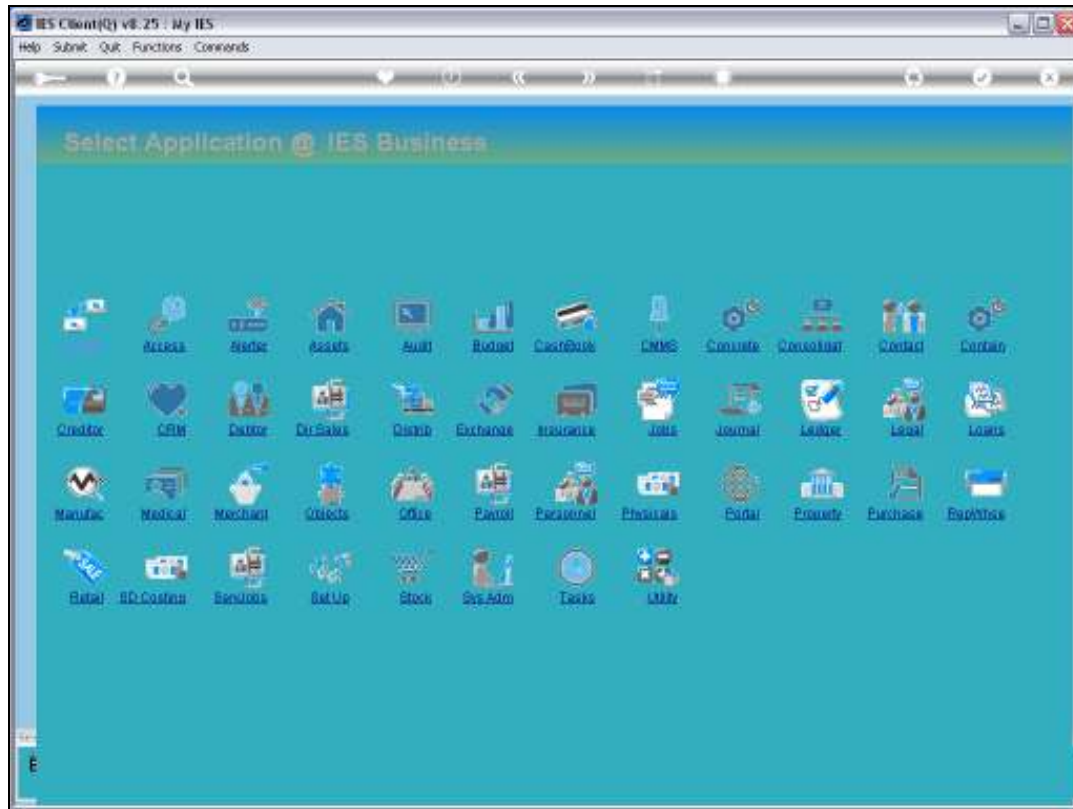 IES Client(Q) v8.25 : My IES
Help Submit Quit Functions Commands
Select Application @ IES Business
Access Alerter Assets Audit Budget CashBook CMMS Concrete Consolidat Contact Contain
Creditor CRM Debtor Dir.Sales Distrib Exchange Insurance Jobs Journal Ledger Legal Loans
Manufac Medical Merchant Objects Office Payroll Personnel Physicals Portal Property Purchase RepWhse
Retail SD.Costing ServJobs Set Up Stock Sys Adm Tasks Utility